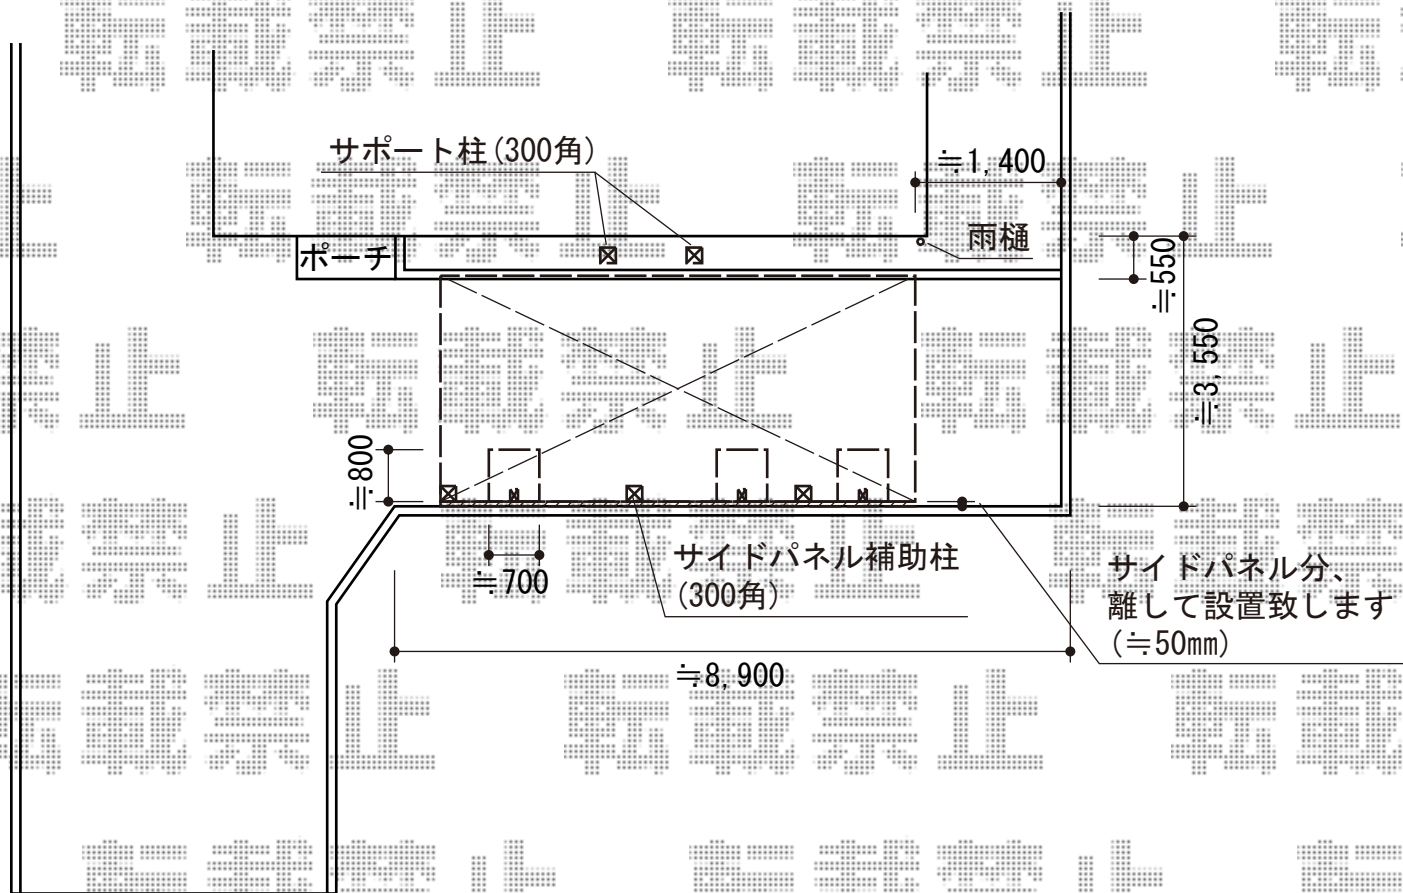 サポート柱(300角)
≒1,400
雨樋
ポーチ
≒550
≒3,550
≒800
≒700
サイドパネル補助柱
(300角)
サイドパネル分、
離して設置致します
(≒50mm)
≒8,900
転載禁止